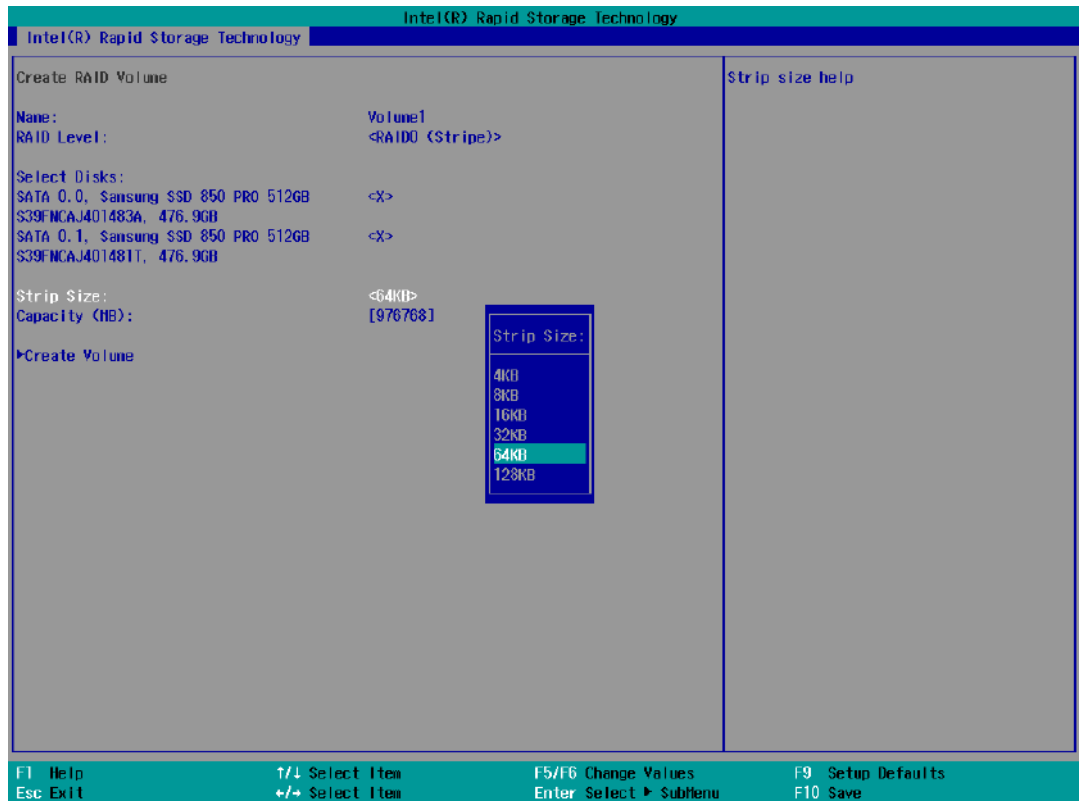 Intel(R) Rapid Storage Technology
Intel(R) Rapid Storage Technology
Create RAID Volume
Strip size help
Name: Volume1
RAID Level: <RAID0 (Stripe)>
Select Disks:
SATA 0.0, Samsung SSD 850 PRO 512GB <X>
S39FNCAJ401483A, 476.9GB
SATA 0.1, Samsung SSD 850 PRO 512GB <X>
S39FNCAJ401481T, 476.9GB
Strip Size: <64KB>
Capacity (MB): [976768]
▶Create Volume
Strip Size:
4KB
8KB
16KB
32KB
64KB
128KB
F1 Help ↑/↓ Select Item F5/F6 Change Values F9 Setup Defaults
Esc Exit ←/→ Select Item Enter Select ▶ SubMenu F10 Save